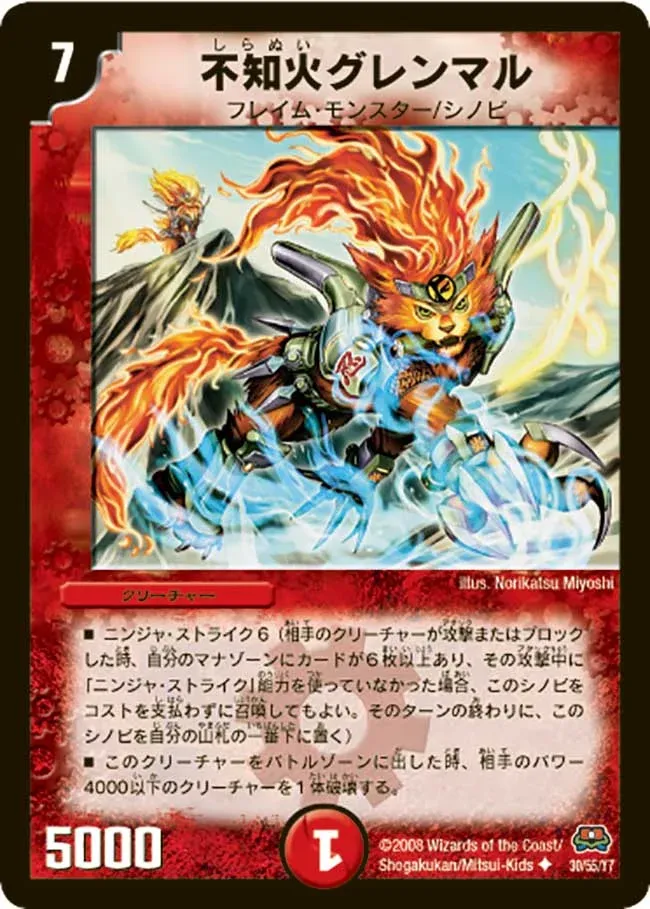 7
しらぬい
不知火グレンマル
フレイム・モンスター/シノビ
忍
illus. Norikatsu Miyoshi
クリーチャー
■ ニンジャ・ストライク6(相手のクリーチャーが攻撃またはブロック
した時、自分のマナゾーンにカードが6枚以上あり、その攻撃中に
「ニンジャ・ストライク」能力を使っていなかった場合、このシノビを
コストを支払わずに召喚してもよい。そのターンの終わりに、この
シノビを自分の山札の一番下に置く)
■ このクリーチャーをバトルゾーンに出した時、相手のパワー
4000以下のクリーチャーを1体破壊する。
5000
1
©2008 Wizards of the Coast/
Shogakukan/Mitsui-Kids
30/55/Y7